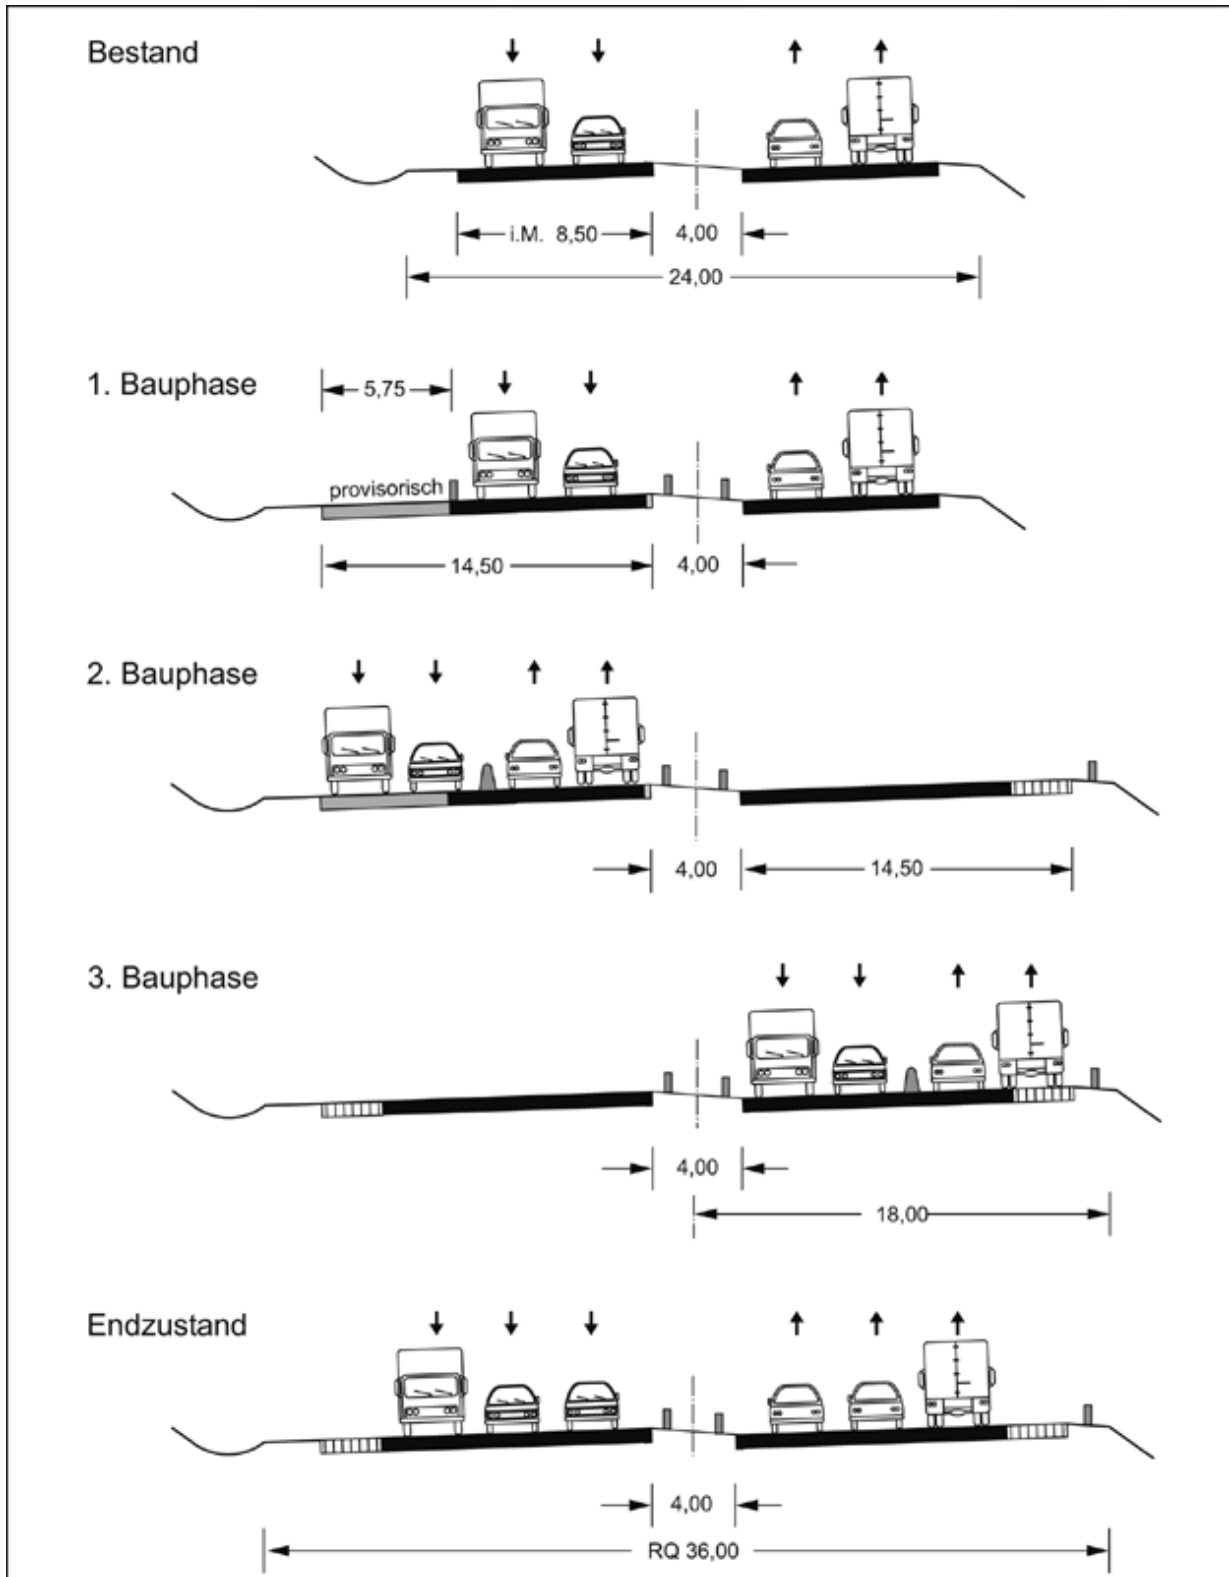 Bestand
i.M. 8,50 4,00
24,00
1. Bauphase
5,75
provisorisch
14,50 4,00
2. Bauphase
4,00 14,50
3. Bauphase
4,00
18,00
Endzustand
4,00
RQ 36,00